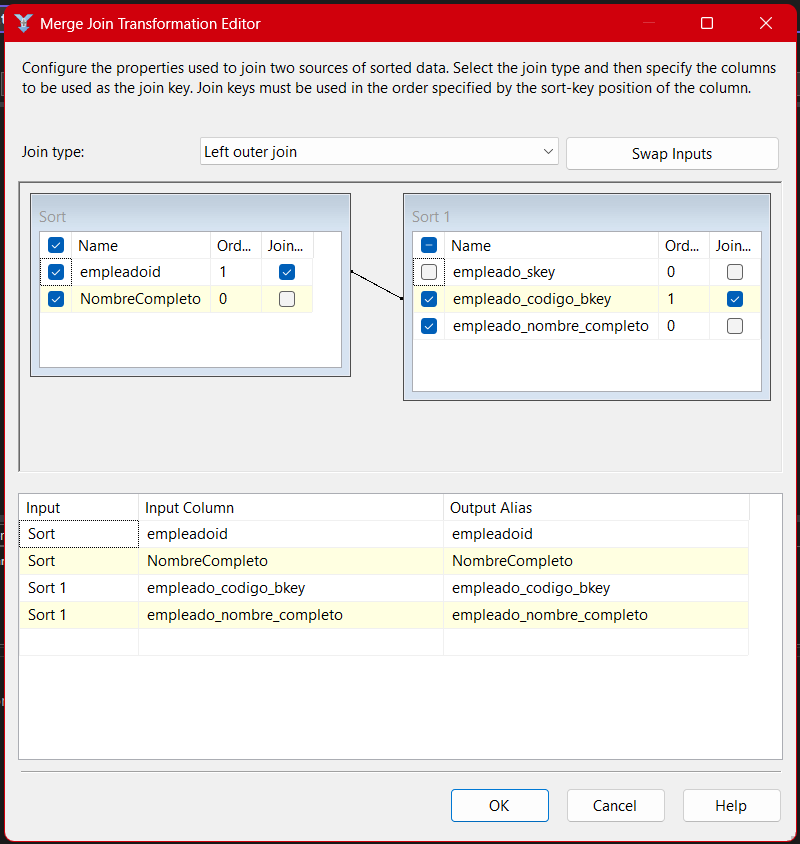 Merge Join Transformation Editor
Configure the properties used to join two sources of sorted data. Select the join type and then specify the columns
to be used as the join key. Join keys must be used in the order specified by the sort-key position of the column.
Join type:
Left outer join
Swap Inputs
Sort
Name Ord... Join...
empleadoid 1
NombreCompleto 0
Sort 1
Name Ord... Join...
empleado_skey 0
empleado_codigo_bkey 1
empleado_nombre_completo 0
Input Input Column Output Alias
Sort empleadoid empleadoid
Sort NombreCompleto NombreCompleto
Sort 1 empleado_codigo_bkey empleado_codigo_bkey
Sort 1 empleado_nombre_completo empleado_nombre_completo
OK
Cancel
Help